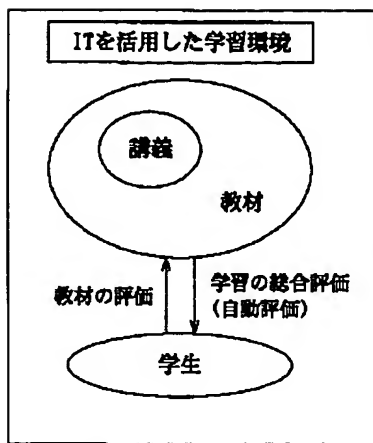 ITを活用した学習環境
講義
教材
教材の評価
学習の総合評価
(自動評価)
学生